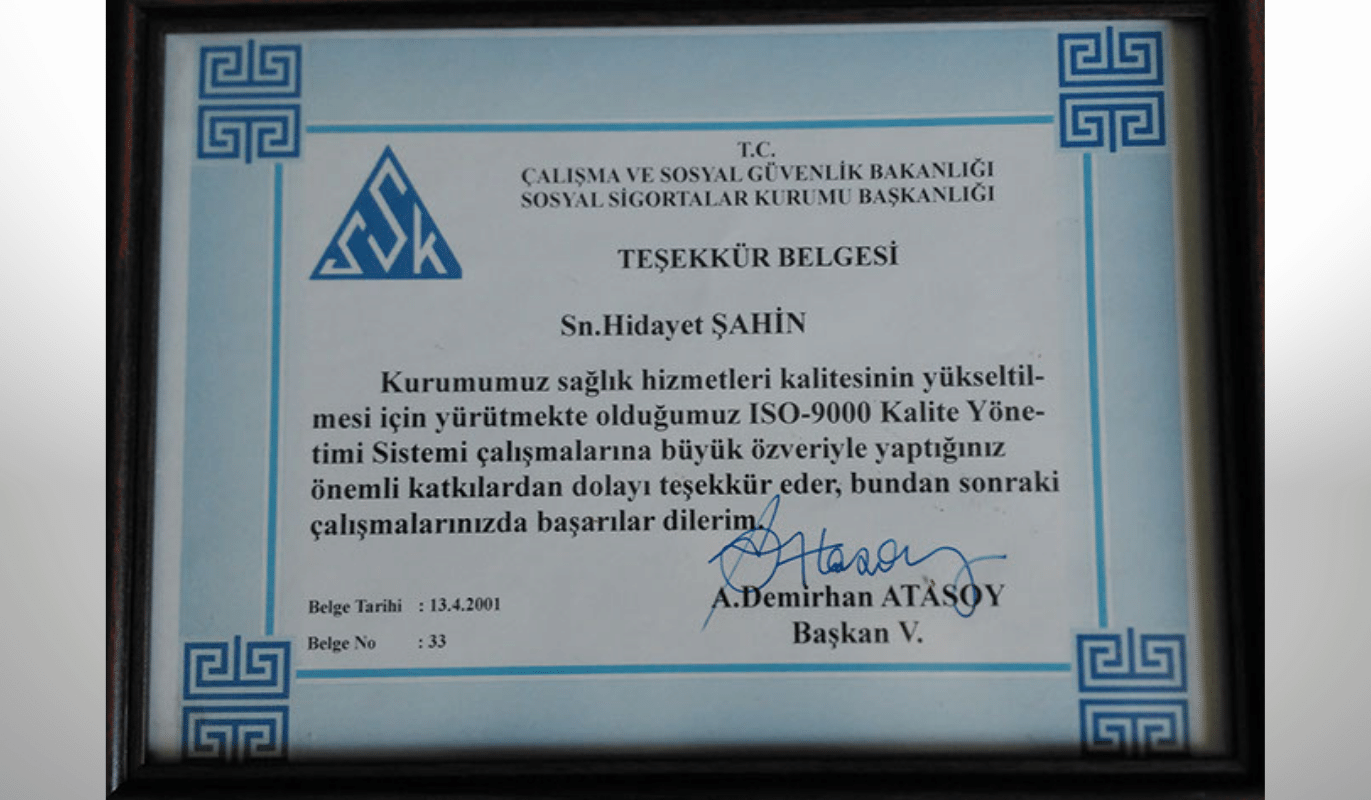 SSK
T.C.
ÇALIŞMA VE SOSYAL GÜVENLİK BAKANLIĞI
SOSYAL SİGORTALAR KURUMU BAŞKANLIĞI
TEŞEKKÜR BELGESİ
Sn.Hidayet ŞAHİN
Kurumumuz sağlık hizmetleri kalitesinin yükseltil-
mesi için yürütmekte olduğumuz ISO-9000 Kalite Yöne-
timi Sistemi çalışmalarına büyük özveriyle yaptığınız
önemli katkılardan dolayı teşekkür eder, bundan sonraki
çalışmalarınızda başarılar dilerim.
Atasoy
A.Demirhan ATASOY
Başkan V.
Belge Tarihi : 13.4.2001
Belge No : 33